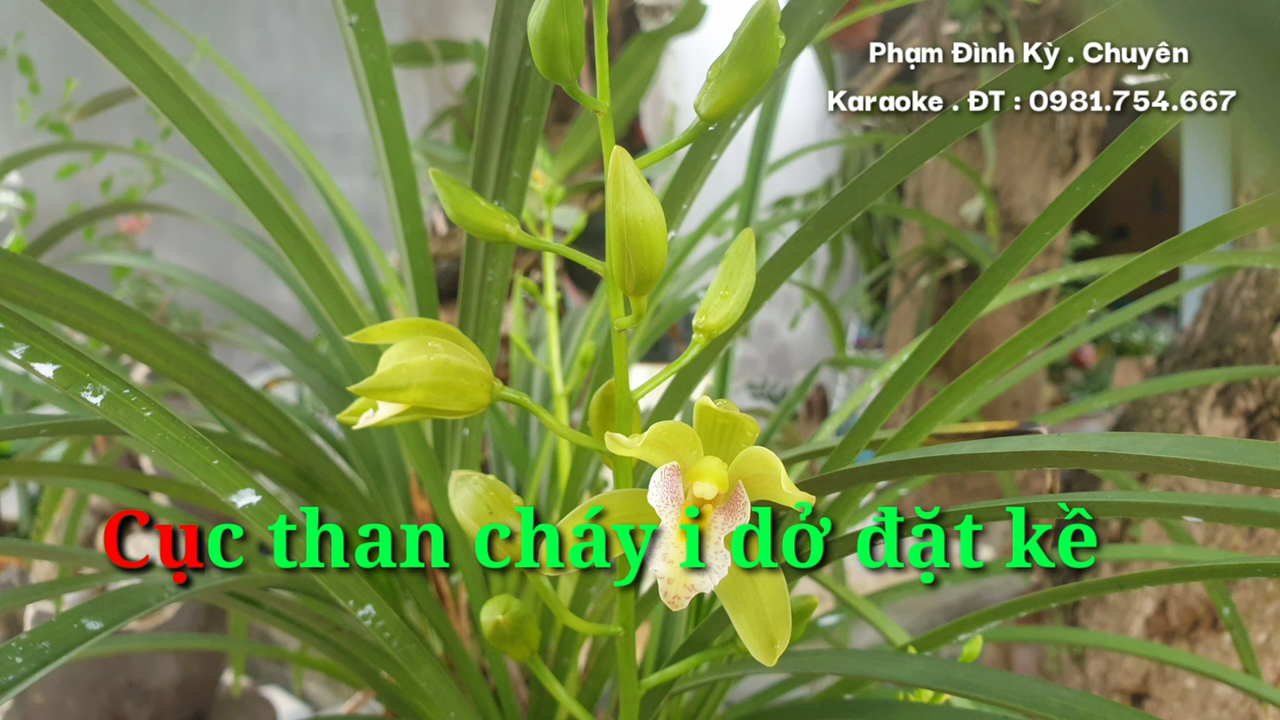 Phạm Đình Kỳ . Chuyên
Karaoke . ĐT : 0981.754.667
Cục than cháy i dở đặt kề